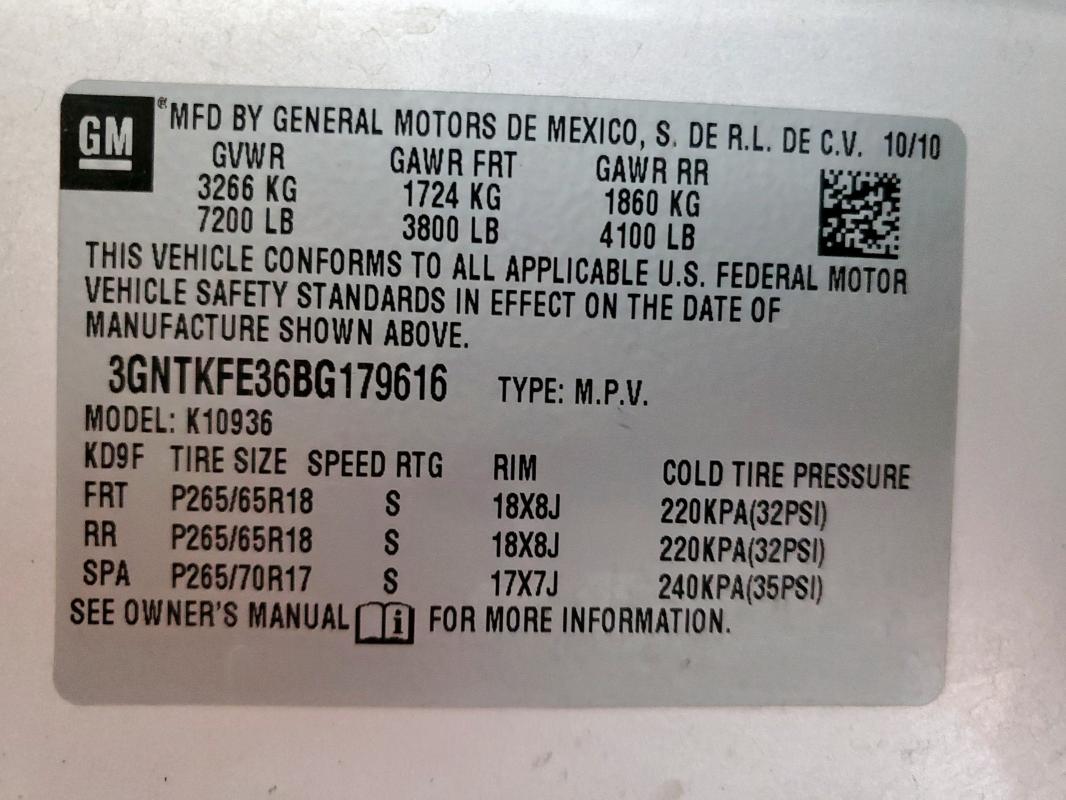 GM ® MFD BY GENERAL MOTORS DE MEXICO, S. DE R.L. DE C.V. 10/10
GVWR GAWR FRT GAWR RR
3266 KG 1724 KG 1860 KG
7200 LB 3800 LB 4100 LB
THIS VEHICLE CONFORMS TO ALL APPLICABLE U.S. FEDERAL MOTOR
VEHICLE SAFETY STANDARDS IN EFFECT ON THE DATE OF
MANUFACTURE SHOWN ABOVE.
3GNTKFE36BG179616 TYPE: M.P.V.
MODEL: K10936
KD9F TIRE SIZE SPEED RTG RIM COLD TIRE PRESSURE
FRT P265/65R18 S 18X8J 220KPA(32PSI)
RR P265/65R18 S 18X8J 220KPA(32PSI)
SPA P265/70R17 S 17X7J 240KPA(35PSI)
SEE OWNER'S MANUAL i FOR MORE INFORMATION.